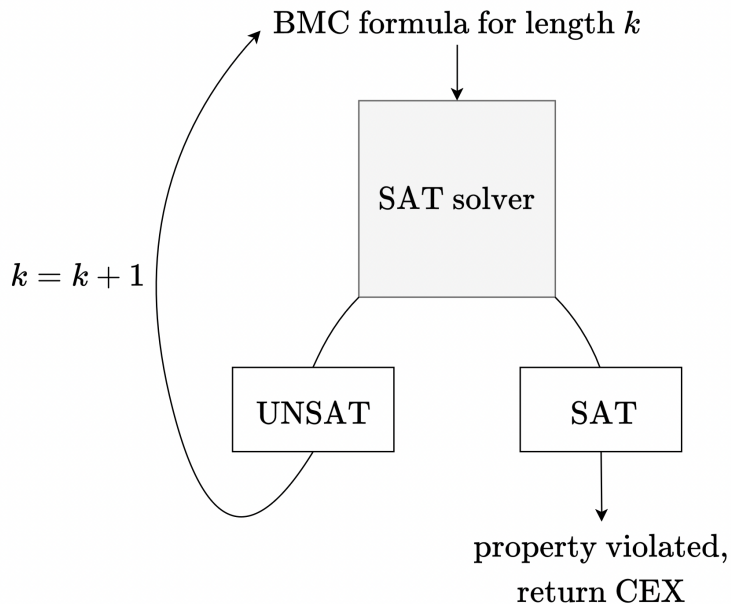 BMC formula for length k
SAT solver
k = k + 1
UNSAT
SAT
property violated,
return CEX